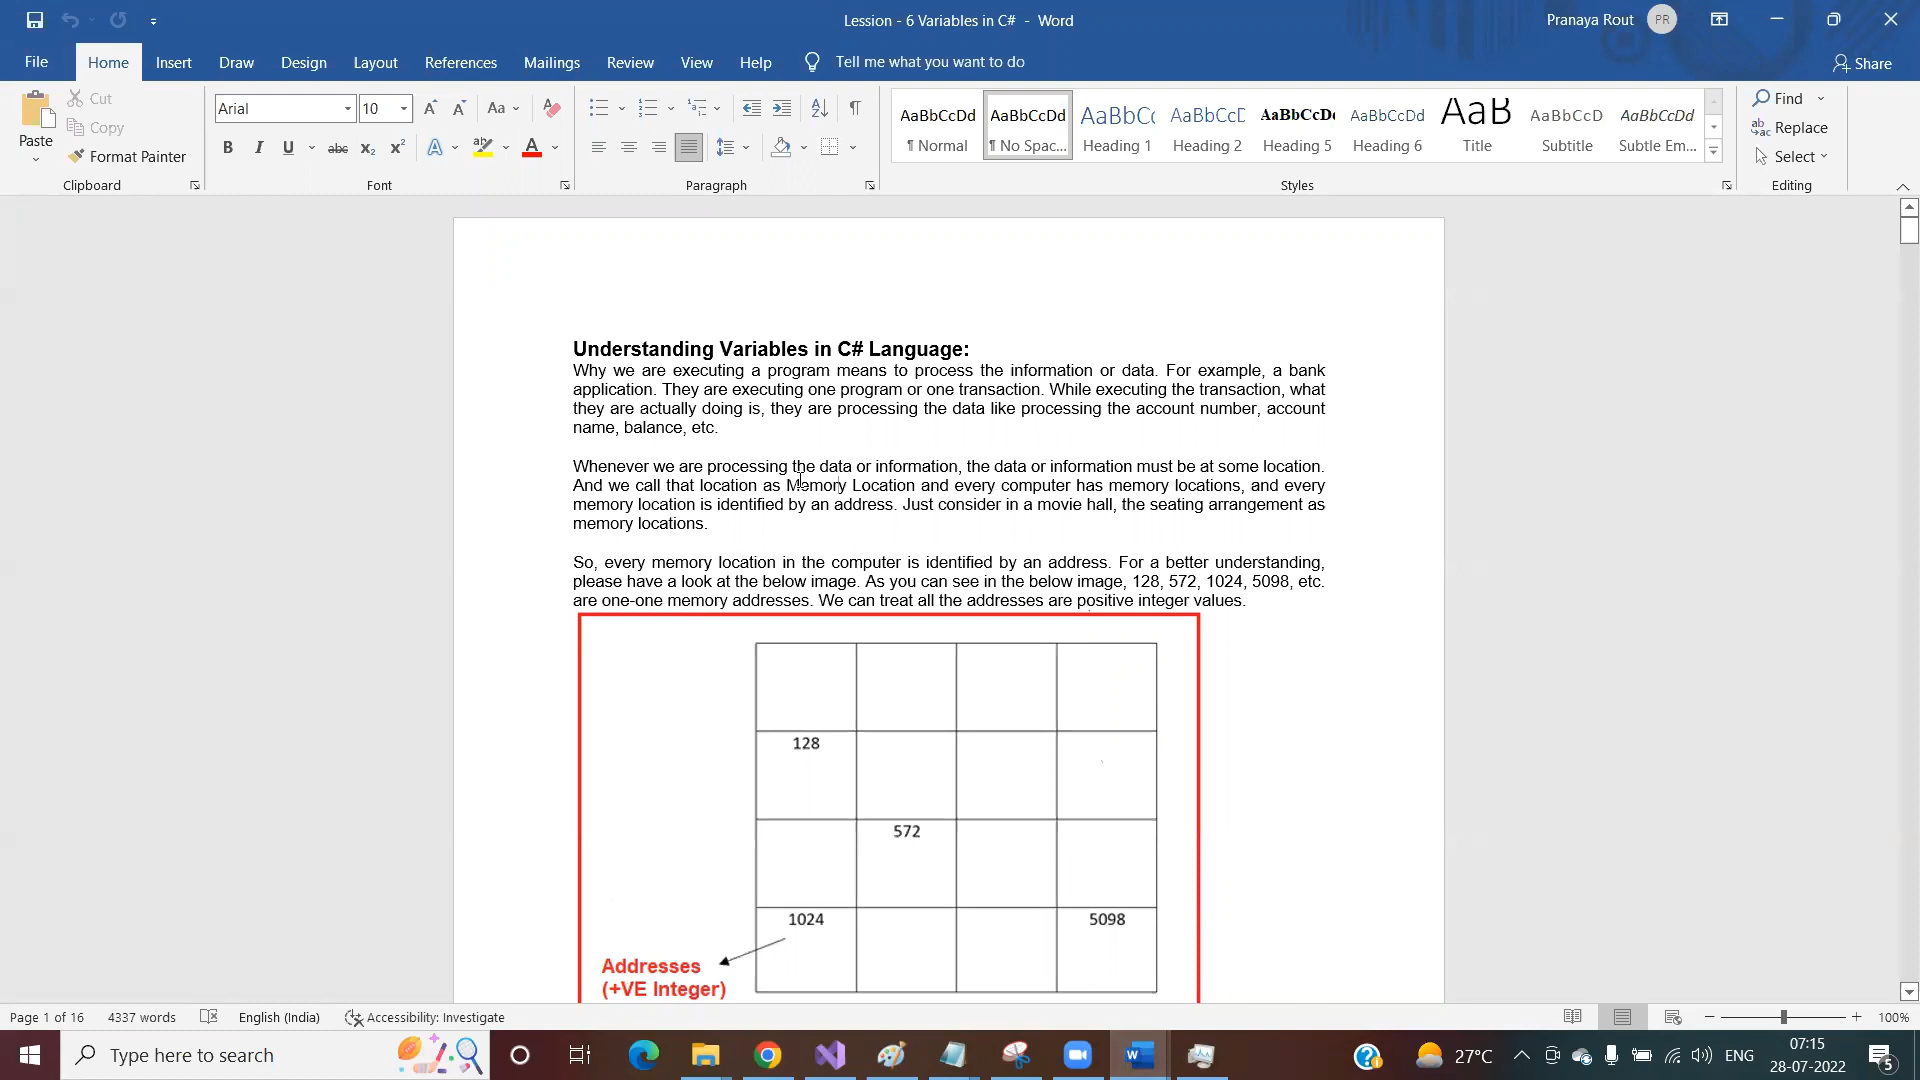 Lession - 6 Variables in C# - Word
Pranaya Rout PR
File Home Insert Draw Design Layout References Mailings Review View Help Tell me what you want to do Share
Paste
Cut
Copy
Format Painter
Clipboard
Arial 10
Font
Paragraph
AaBbCcDd AaBbCcDd AaBbC AaBbCcD AaBbCcD AaBbCcDd AaB AaBbCcD AaBbCcDd
¶ Normal ¶ No Spac... Heading 1 Heading 2 Heading 5 Heading 6 Title Subtitle Subtle Em...
Styles
Find
Replace
Select
Editing
Understanding Variables in C# Language:
Why we are executing a program means to process the information or data. For example, a bank
application. They are executing one program or one transaction. While executing the transaction, what
they are actually doing is, they are processing the data like processing the account number, account
name, balance, etc.
Whenever we are processing the data or information, the data or information must be at some location.
And we call that location as Memory Location and every computer has memory locations, and every
memory location is identified by an address. Just consider in a movie hall, the seating arrangement as
memory locations.
So, every memory location in the computer is identified by an address. For a better understanding,
please have a look at the below image. As you can see in the below image, 128, 572, 1024, 5098, etc.
are one-one memory addresses. We can treat all the addresses are positive integer values.
128
572
1024 5098
Addresses
(+VE Integer)
Page 1 of 16 4337 words English (India) Accessibility: Investigate 100%
Type here to search
27°C ENG
07:15
28-07-2022
5